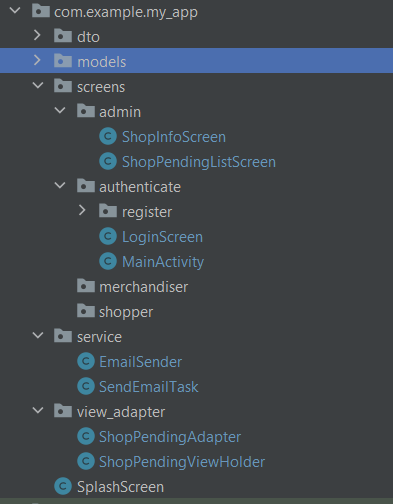 com.example.my_app
dto
models
screens
admin
ShopInfoScreen
ShopPendingListScreen
authenticate
register
LoginScreen
MainActivity
merchandiser
shopper
service
EmailSender
SendEmailTask
view_adapter
ShopPendingAdapter
ShopPendingViewHolder
SplashScreen